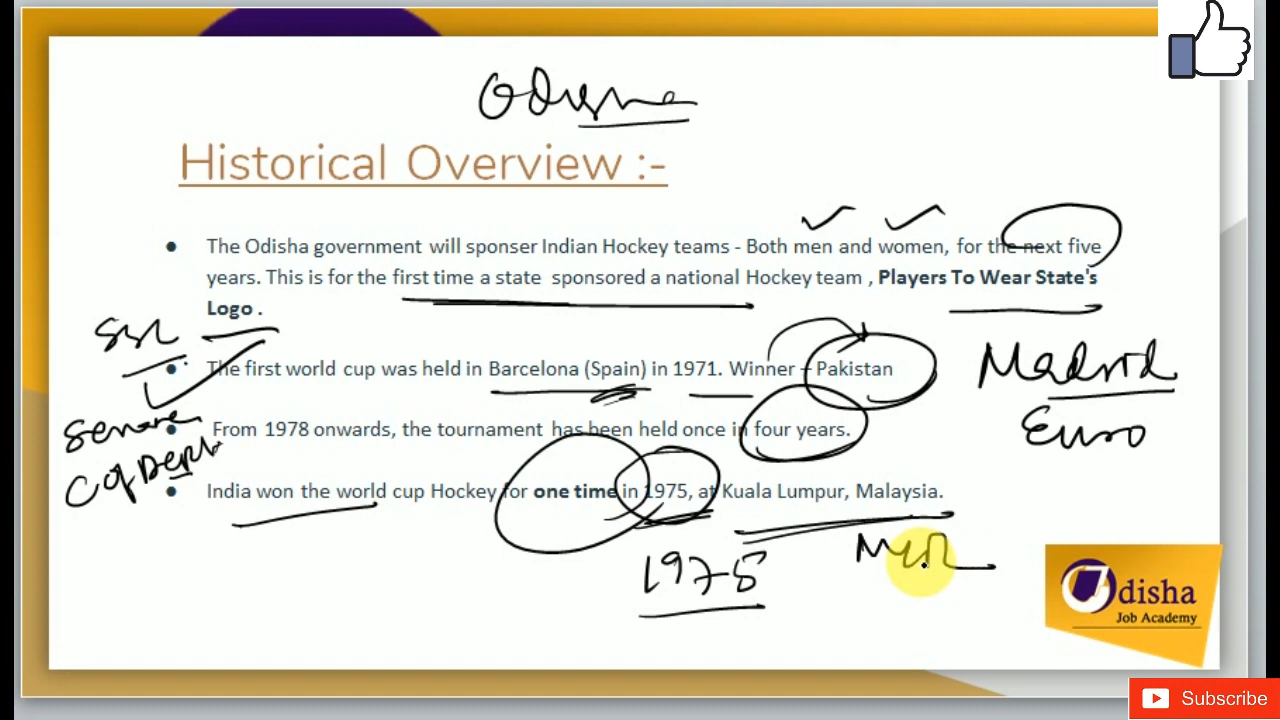 Odisha
Historical Overview :-
● The Odisha government will sponser Indian Hockey teams - Both men and women, for the next five
years. This is for the first time a state sponsored a national Hockey team , Players To Wear State's
Logo .
● The first world cup was held in Barcelona (Spain) in 1971. Winner – Pakistan
Madrid
Euro
● From 1978 onwards, the tournament has been held once in four years.
● India won the world cup Hockey for one time in 1975, at Kuala Lumpur, Malaysia.
1975
Odisha
Job Academy
Subscribe